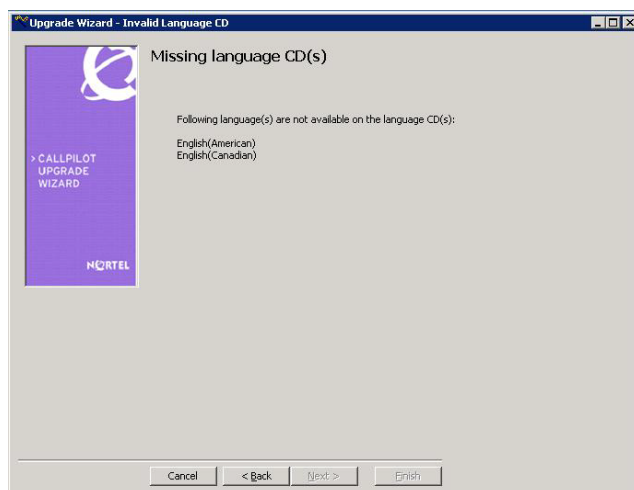 Upgrade Wizard - Invalid Language CD
Missing language CD(s)
Following language(s) are not available on the language CD(s):
English(American)
English(Canadian)
> CALLPILOT
UPGRADE
WIZARD
NORTEL
Cancel
< Back
Next >
Finish